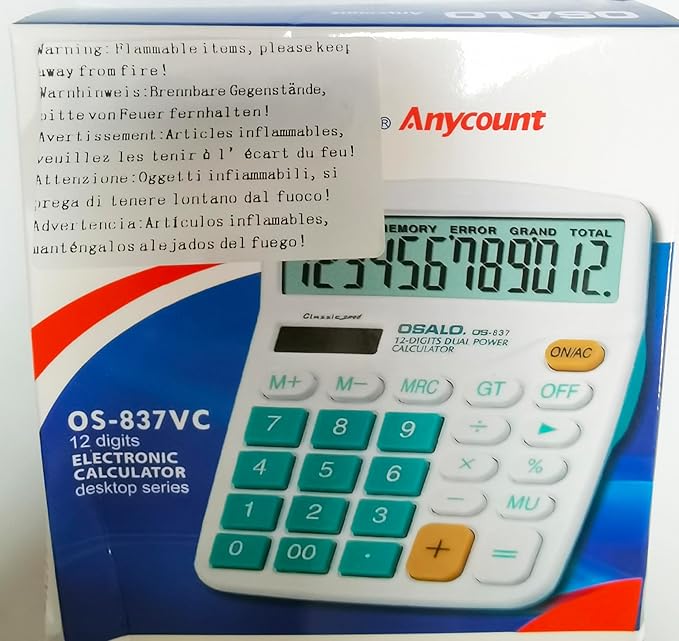 OSALO Anycount
Warning: Flammable items, please keep
away from fire!
Warnhinweis: Brennbare Gegenstände,
bitte von Feuer fernhalten!
Avertissement: Articles inflammables,
veuillez les tenir à l' écart du feu!
Attenzione: Oggetti infiammabili, si
prega di tenere lontano dal fuoco!
Advertencia: Artículos inflamables,
manténgalos alejados del fuego!
® Anycount
MEMORY ERROR GRAND TOTAL
123456789012.
Classic
OSALO. OS-837
12-DIGITS DUAL POWER
CALCULATOR
ON/AC
M+ M− MRC GT OFF
7 8 9 ÷ ▶
4 5 6 × %
1 2 3 − MU
0 00 . + =
OS-837VC
12 digits
ELECTRONIC
CALCULATOR
desktop series